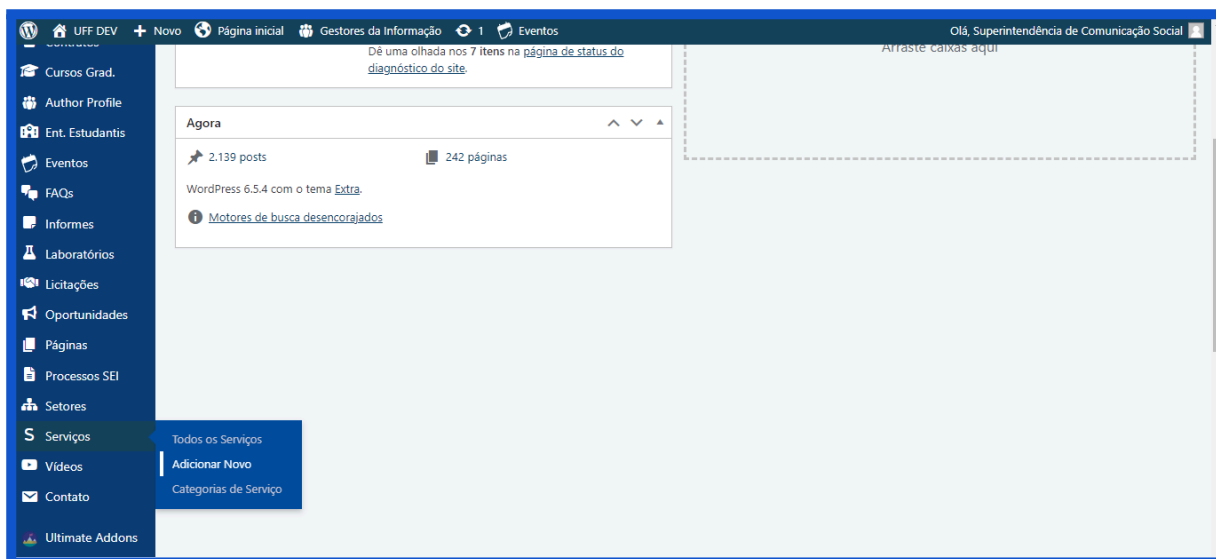 UFF DEV Novo Página inicial Gestores da Informação 1 Eventos Olá, Superintendência de Comunicação Social
Contratos
Cursos Grad.
Author Profile
Ent. Estudantis
Eventos
FAQs
Informes
Laboratórios
Licitações
Oportunidades
Páginas
Processos SEI
Setores
S Serviços
Vídeos
Contato
Ultimate Addons
Todos os Serviços
Adicionar Novo
Categorias de Serviço
Dê uma olhada nos 7 itens na página de status do
diagnóstico do site.
Agora
2.139 posts 242 páginas
WordPress 6.5.4 com o tema Extra.
Motores de busca desencorajados
Arraste caixas aqui